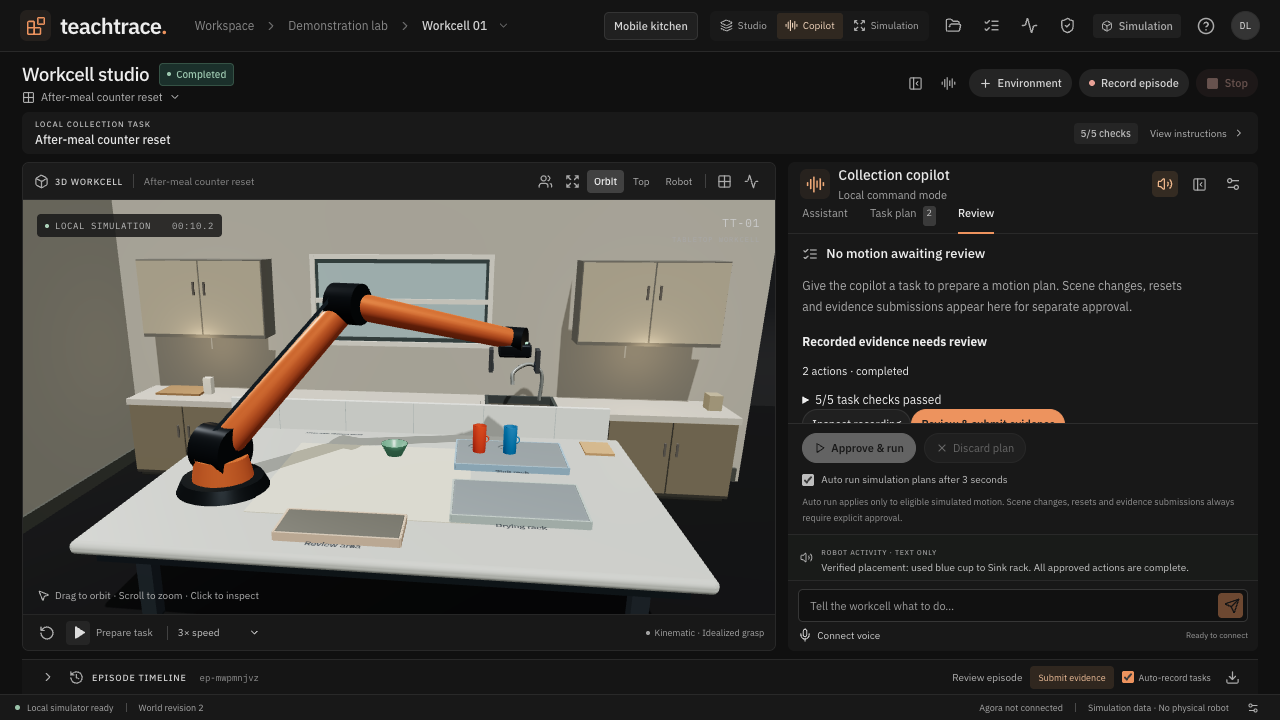 teachtrace.
Workspace
Demonstration lab
Workcell 01
Mobile kitchen
Studio
Copilot
Simulation
Simulation
DL
Workcell studio
Completed
After-meal counter reset
Environment
Record episode
Stop
LOCAL COLLECTION TASK
After-meal counter reset
5/5 checks
View instructions
3D WORKCELL
After-meal counter reset
Orbit
Top
Robot
LOCAL SIMULATION 00:10.2
TT-01
Drying rack
Review area
Drag to orbit · Scroll to zoom · Click to inspect
Prepare task
3× speed
Kinematic · Idealized grasp
Collection copilot
Local command mode
Assistant
Task plan 2
Review
No motion awaiting review
Give the copilot a task to prepare a motion plan. Scene changes, resets
and evidence submissions appear here for separate approval.
Recorded evidence needs review
2 actions · completed
5/5 task checks passed
Inspect recording
Review & submit evidence
Approve & run
Discard plan
Auto run simulation plans after 3 seconds
Auto run applies only to eligible simulated motion. Scene changes, resets and evidence submissions always
require explicit approval.
ROBOT ACTIVITY · TEXT ONLY
Verified placement: used blue cup to Sink rack. All approved actions are complete.
Tell the workcell what to do...
Connect voice
Ready to connect
EPISODE TIMELINE
ep-mwpmnjvz
Review episode
Submit evidence
Auto-record tasks
Local simulator ready
World revision 2
Agora not connected
Simulation data · No physical robot